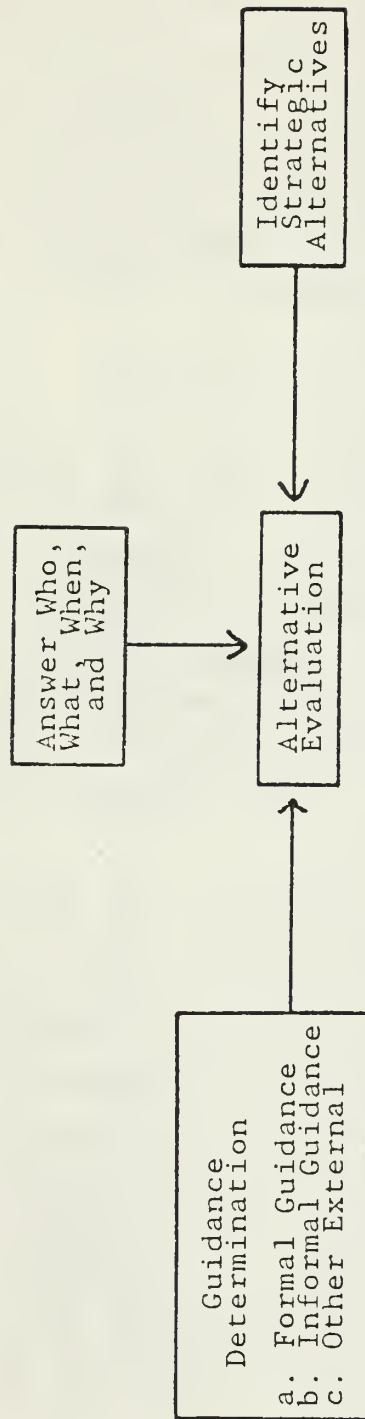 Answer Who,
What, When,
and Why
Guidance
Determination
a. Formal Guidance
b. Informal Guidance
c. Other External
Alternative
Evaluation
Identify
Strategic
Alternatives